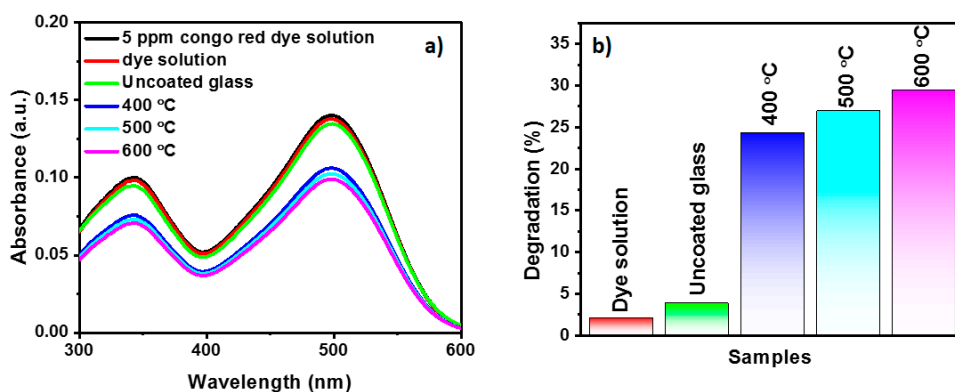 a)
5 ppm congo red dye solution
dye solution
Uncoated glass
400 °C
500 °C
600 °C
0.20
0.15
0.10
0.05
0.00
Absorbance (a.u.)
300
400
500
600
Wavelength (nm)
b)
35
30
25
20
15
10
5
0
Degradation (%)
Dye solution
Uncoated glass
400 °C
500 °C
600 °C
Samples